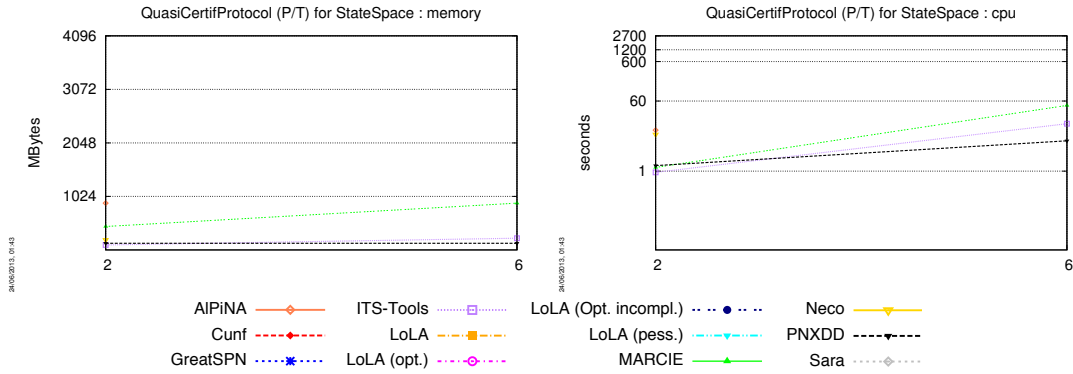 QuasiCertifProtocol (P/T) for StateSpace : memory
4096
3072
2048
1024
MBytes
2
6
24/06/2013, 01:43
QuasiCertifProtocol (P/T) for StateSpace : cpu
2700
1200
600
60
1
seconds
2
6
24/06/2013, 01:43
AlPiNA
Cunf
GreatSPN
ITS-Tools
LoLA
LoLA (opt.)
LoLA (Opt. incompl.)
LoLA (pess.)
MARCIE
Neco
PNXDD
Sara